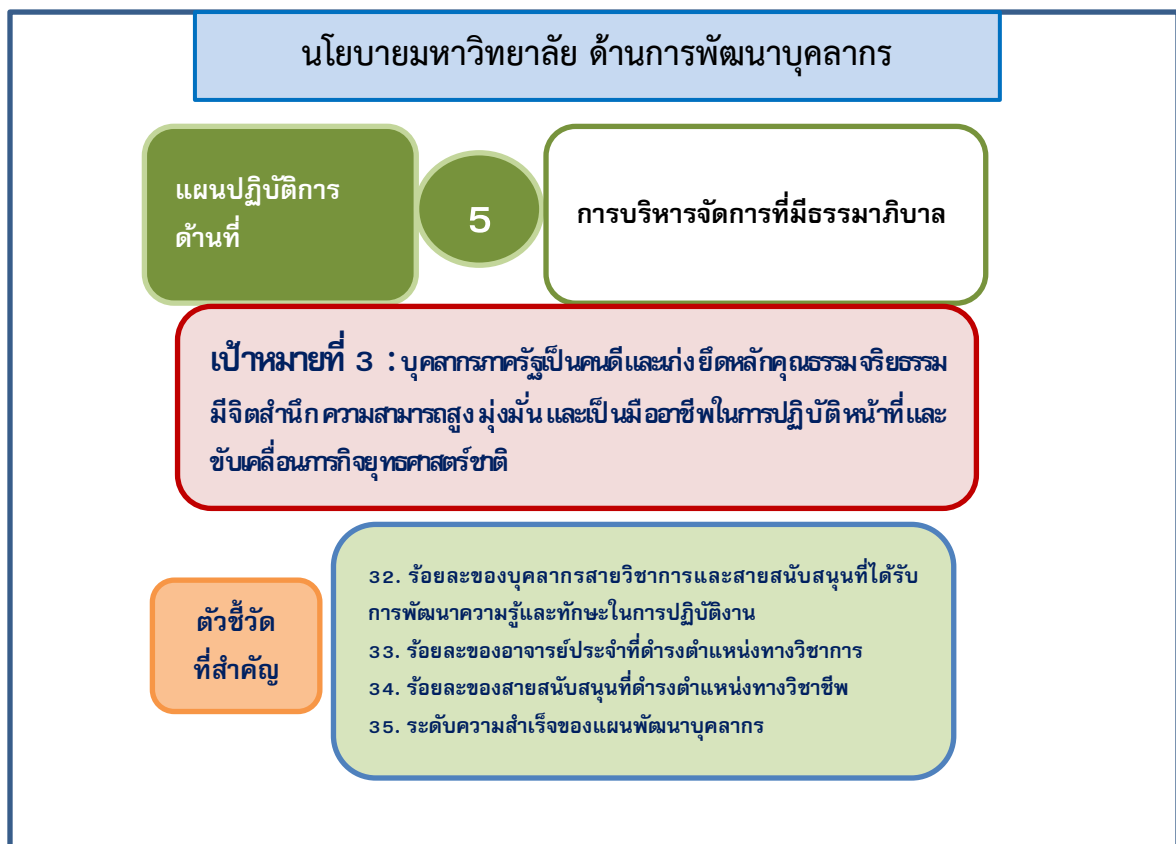 นโยบายมหาวิทยาลัย ด้านการพัฒนาบุคลากร
แผนปฏิบัติการ
ด้านที่
5
การบริหารจัดการที่มีธรรมาภิบาล
เป้าหมายที่ 3 : บุคลากรภาครัฐเป็นคนดีและเก่ง ยึดหลักคุณธรรม จริยธรรม
มีจิตสำนึก ความสามารถสูง มุ่งมั่น และเป็นมืออาชีพในการปฏิบัติหน้าที่และ
ขับเคลื่อนภารกิจยุทธศาสตร์ชาติ
ตัวชี้วัด
ที่สำคัญ
32. ร้อยละของบุคลากรสายวิชาการและสายสนับสนุนที่ได้รับ
การพัฒนาความรู้และทักษะในการปฏิบัติงาน
33. ร้อยละของอาจารย์ประจำที่ดำรงตำแหน่งทางวิชาการ
34. ร้อยละของสายสนับสนุนที่ดำรงตำแหน่งทางวิชาชีพ
35. ระดับความสำเร็จของแผนพัฒนาบุคลากร